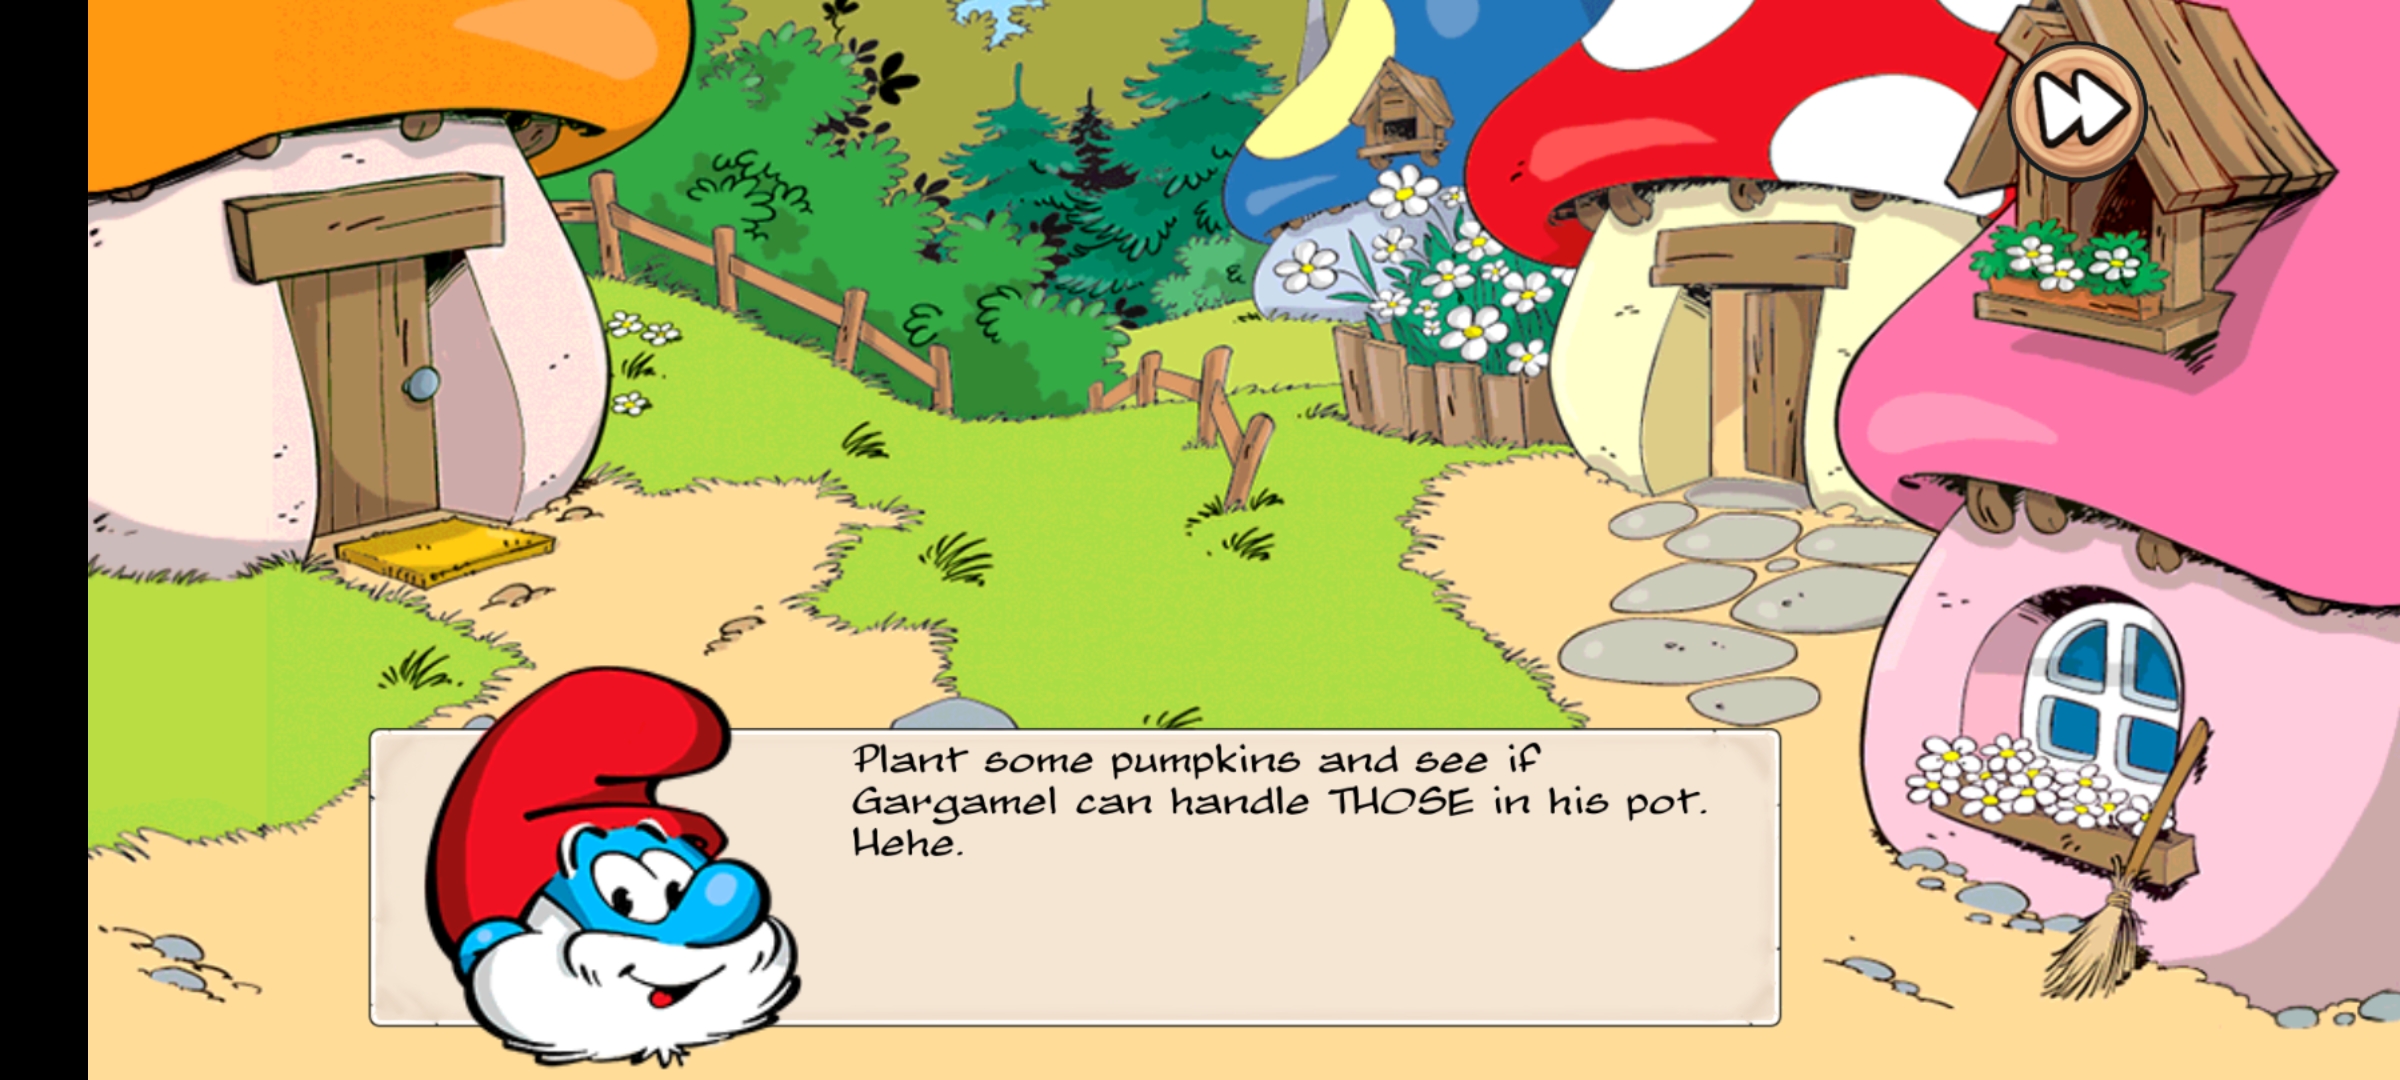 Plant some pumpkins and see if
Gargamel can handle THOSE in his pot.
Hehe.